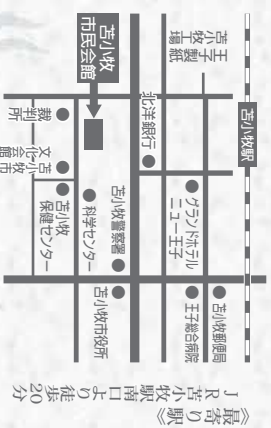 苫小牧駅
王子製紙
苫小牧工場
苫小牧
市民会館
北洋銀行
グランドホテル
ニュー王子
苫小牧郵便局
王子総合病院
裁判所
苫小牧市
文化会館
苫小牧
保健センター
科学センター
苫小牧警察署
苫小牧市役所
《最寄り駅》
JR苫小牧駅南口より徒歩20分